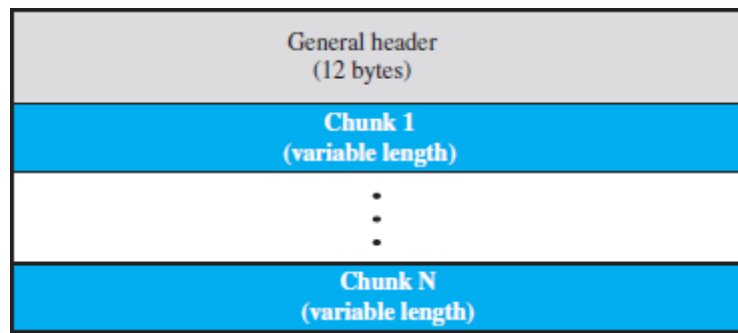 General header
(12 bytes)
Chunk 1
(variable length)
Chunk N
(variable length)